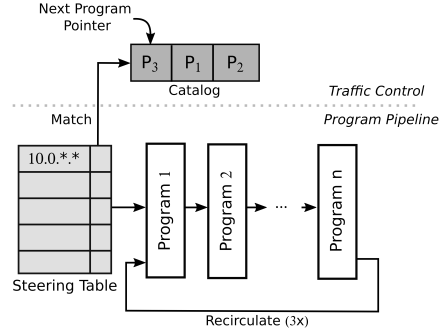 Next Program
Pointer
P3 P1 P2
Catalog
Traffic Control
Match
Program Pipeline
10.0.*.*
Program 1
Program 2
...
Program n
Steering Table
Recirculate (3x)